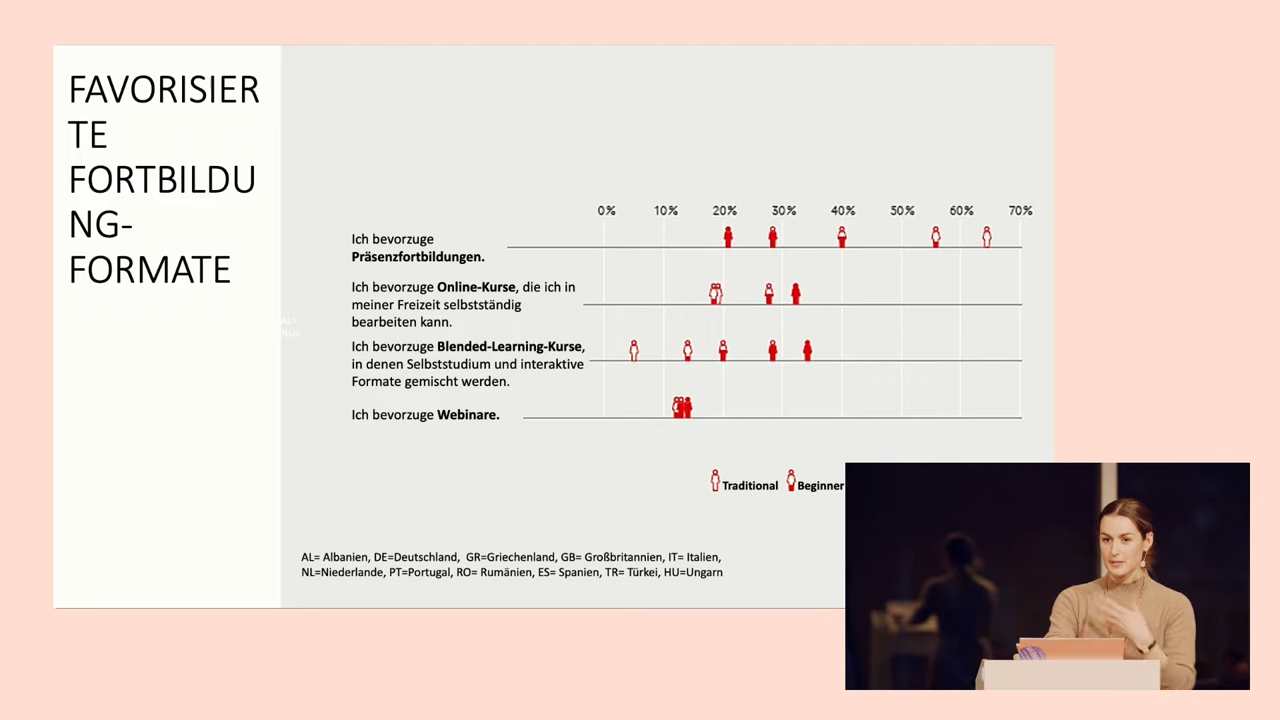 FAVORISIER
TE
FORTBILDU
NG-
FORMATE
0% 10% 20% 30% 40% 50% 60% 70%
Ich bevorzuge
Präsenzfortbildungen.
Ich bevorzuge Online-Kurse, die ich in
meiner Freizeit selbstständig
bearbeiten kann.
Ich bevorzuge Blended-Learning-Kurse,
in denen Selbststudium und interaktive
Formate gemischt werden.
Ich bevorzuge Webinare.
Traditional Beginner
AL= Albanien, DE=Deutschland, GR=Griechenland, GB= Großbritannien, IT= Italien,
NL=Niederlande, PT=Portugal, RO= Rumänien, ES= Spanien, TR= Türkei, HU=Ungarn